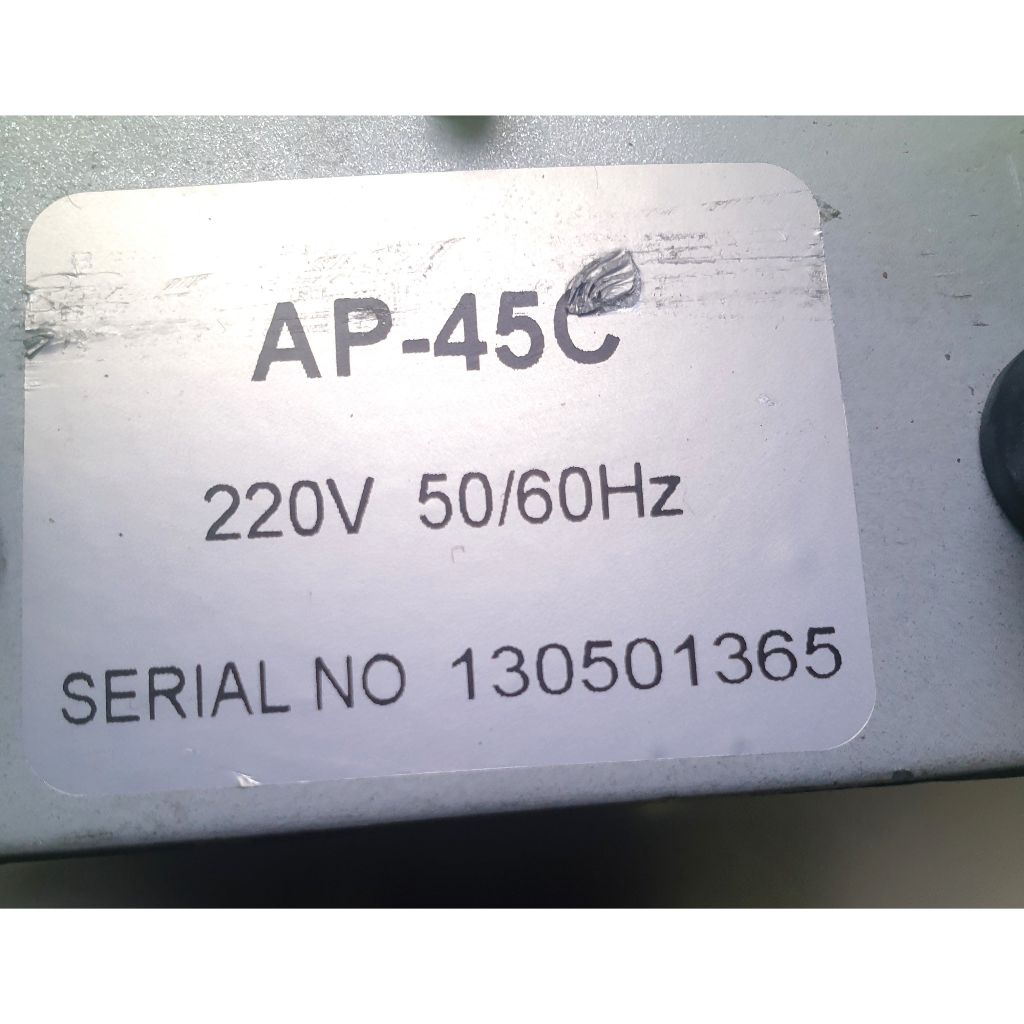 AP-45C
220V 50/60Hz
SERIAL NO 130501365